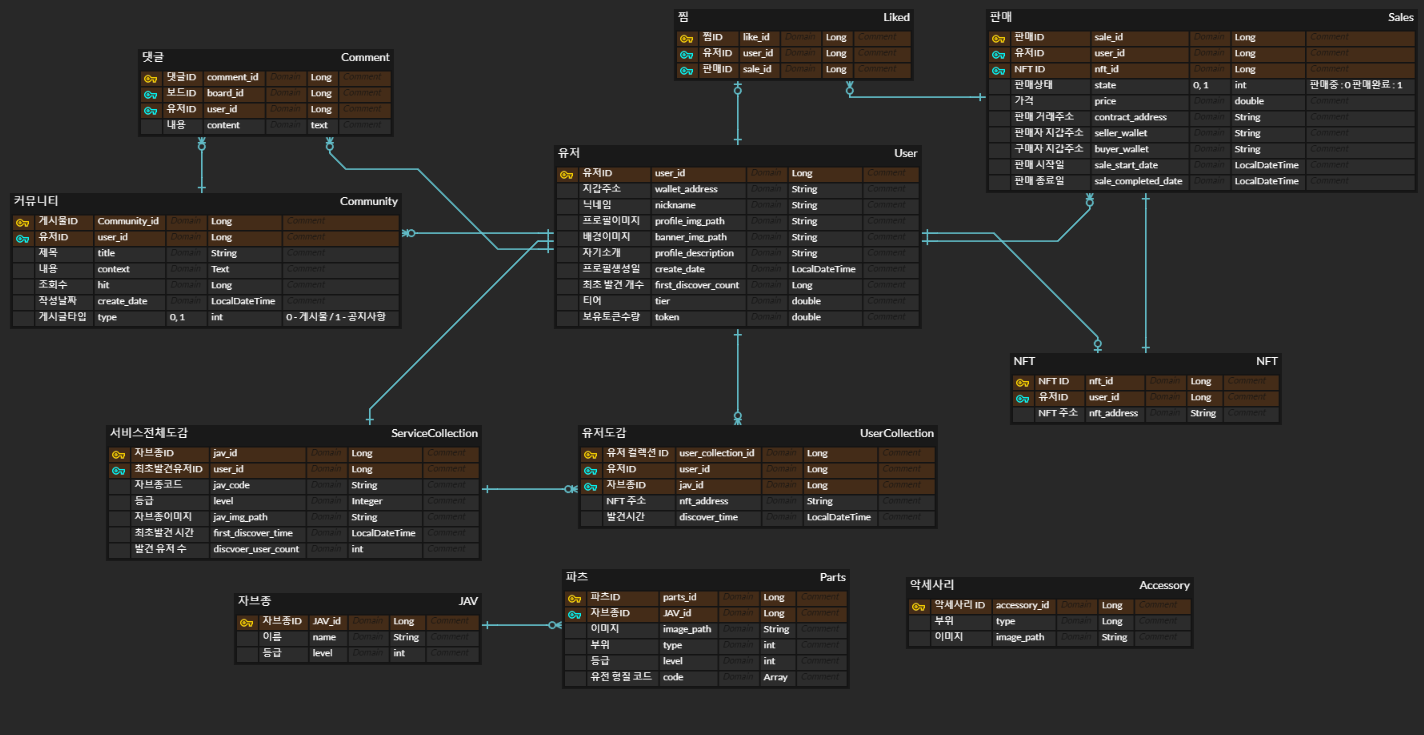 찜 Liked
찜ID like_id Domain Long Comment
유저ID user_id Domain Long Comment
판매ID sale_id Domain Long Comment
판매 Sales
판매ID sale_id Domain Long Comment
유저ID user_id Domain Long Comment
NFT ID nft_id Domain Long Comment
판매상태 state 0, 1 int 판매중 : 0 판매완료 : 1
가격 price Domain double Comment
판매 거래주소 contract_address Domain String Comment
판매자 지갑주소 seller_wallet Domain String Comment
구매자 지갑주소 buyer_wallet Domain String Comment
판매 시작일 sale_start_date Domain LocalDateTime Comment
판매 종료일 sale_completed_date Domain LocalDateTime Comment
댓글 Comment
댓글ID comment_id Domain Long Comment
보드ID board_id Domain Long Comment
유저ID user_id Domain Long Comment
내용 content Domain text Comment
유저 User
유저ID user_id Domain Long Comment
지갑주소 wallet_address Domain String Comment
닉네임 nickname Domain String Comment
프로필이미지 profile_img_path Domain String Comment
배경이미지 banner_img_path Domain String Comment
자기소개 profile_description Domain String Comment
프로필생성일 create_date Domain LocalDateTime Comment
최초 발견 개수 first_discover_count Domain Long Comment
티어 tier Domain double Comment
보유토큰수량 token Domain double Comment
커뮤니티 Community
게시물ID Community_id Domain Long Comment
유저ID user_id Domain Long Comment
제목 title Domain String Comment
내용 context Domain Text Comment
조회수 hit Domain Long Comment
작성날짜 create_date Domain LocalDateTime Comment
게시글타입 type 0, 1 int 0 - 게시물 / 1 - 공지사항
NFT NFT
NFT ID nft_id Domain Long Comment
유저ID user_id Domain Long Comment
NFT 주소 nft_address Domain String Comment
서비스전체도감 ServiceCollection
자브종ID jav_id Domain Long Comment
최초발견유저ID user_id Domain Long Comment
자브종코드 jav_code Domain String Comment
등급 level Domain Integer Comment
자브종이미지 jav_img_path Domain String Comment
최초발견 시간 first_discover_time Domain LocalDateTime Comment
발견 유저 수 discvoer_user_count Domain int Comment
유저도감 UserCollection
유저 컬렉션 ID user_collection_id Domain Long Comment
유저ID user_id Domain Long Comment
자브종ID jav_id Domain Long Comment
NFT 주소 nft_address Domain String Comment
발견시간 discover_time Domain LocalDateTime Comment
자브종 JAV
자브종ID JAV_id Domain Long Comment
이름 name Domain String Comment
등급 level Domain int Comment
파츠 Parts
파츠ID parts_id Domain Long Comment
자브종ID JAV_id Domain Long Comment
이미지 image_path Domain String Comment
부위 type Domain int Comment
등급 level Domain int Comment
유전 형질 코드 code Domain Array Comment
악세사리 Accessory
악세사리 ID accessory_id Domain Long Comment
부위 type Domain Long Comment
이미지 image_path Domain String Comment